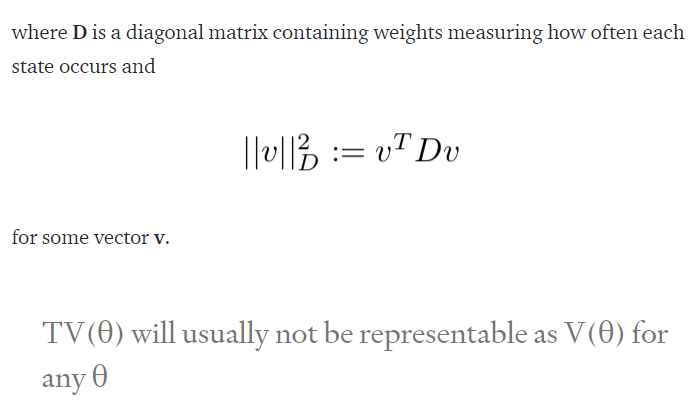 where D is a diagonal matrix containing weights measuring how often each
state occurs and
||v||²_D := v^T Dv
for some vector v.
TV(θ) will usually not be representable as V(θ) for
any θ